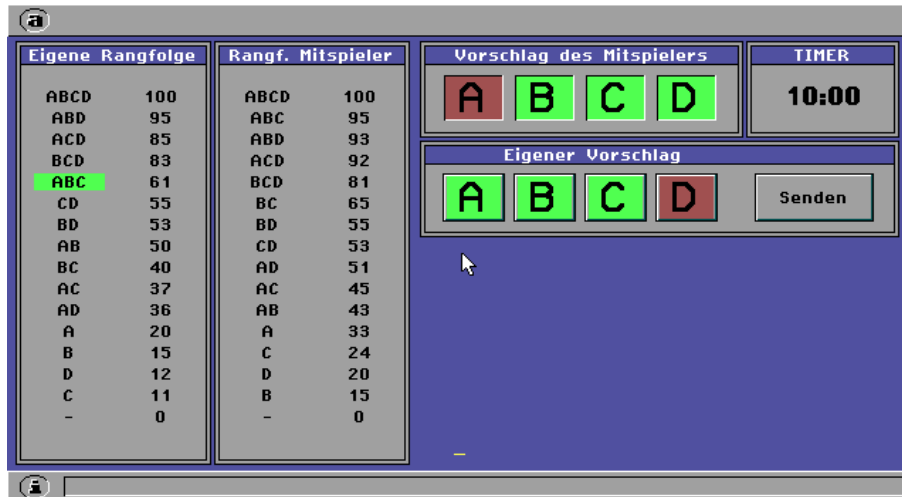 a
Eigene Rangfolge
ABCD 100
ABD 95
ACD 85
BCD 83
ABC 61
CD 55
BD 53
AB 50
BC 40
AC 37
AD 36
A 20
B 15
D 12
C 11
- 0
Rangf. Mitspieler
ABCD 100
ABC 95
ABD 93
ACD 92
BCD 81
BC 65
BD 55
CD 53
AD 51
AC 45
AB 43
A 33
C 24
D 20
B 15
- 0
Vorschlag des Mitspielers
A B C D
TIMER
10:00
Eigener Vorschlag
A B C D
Senden
i